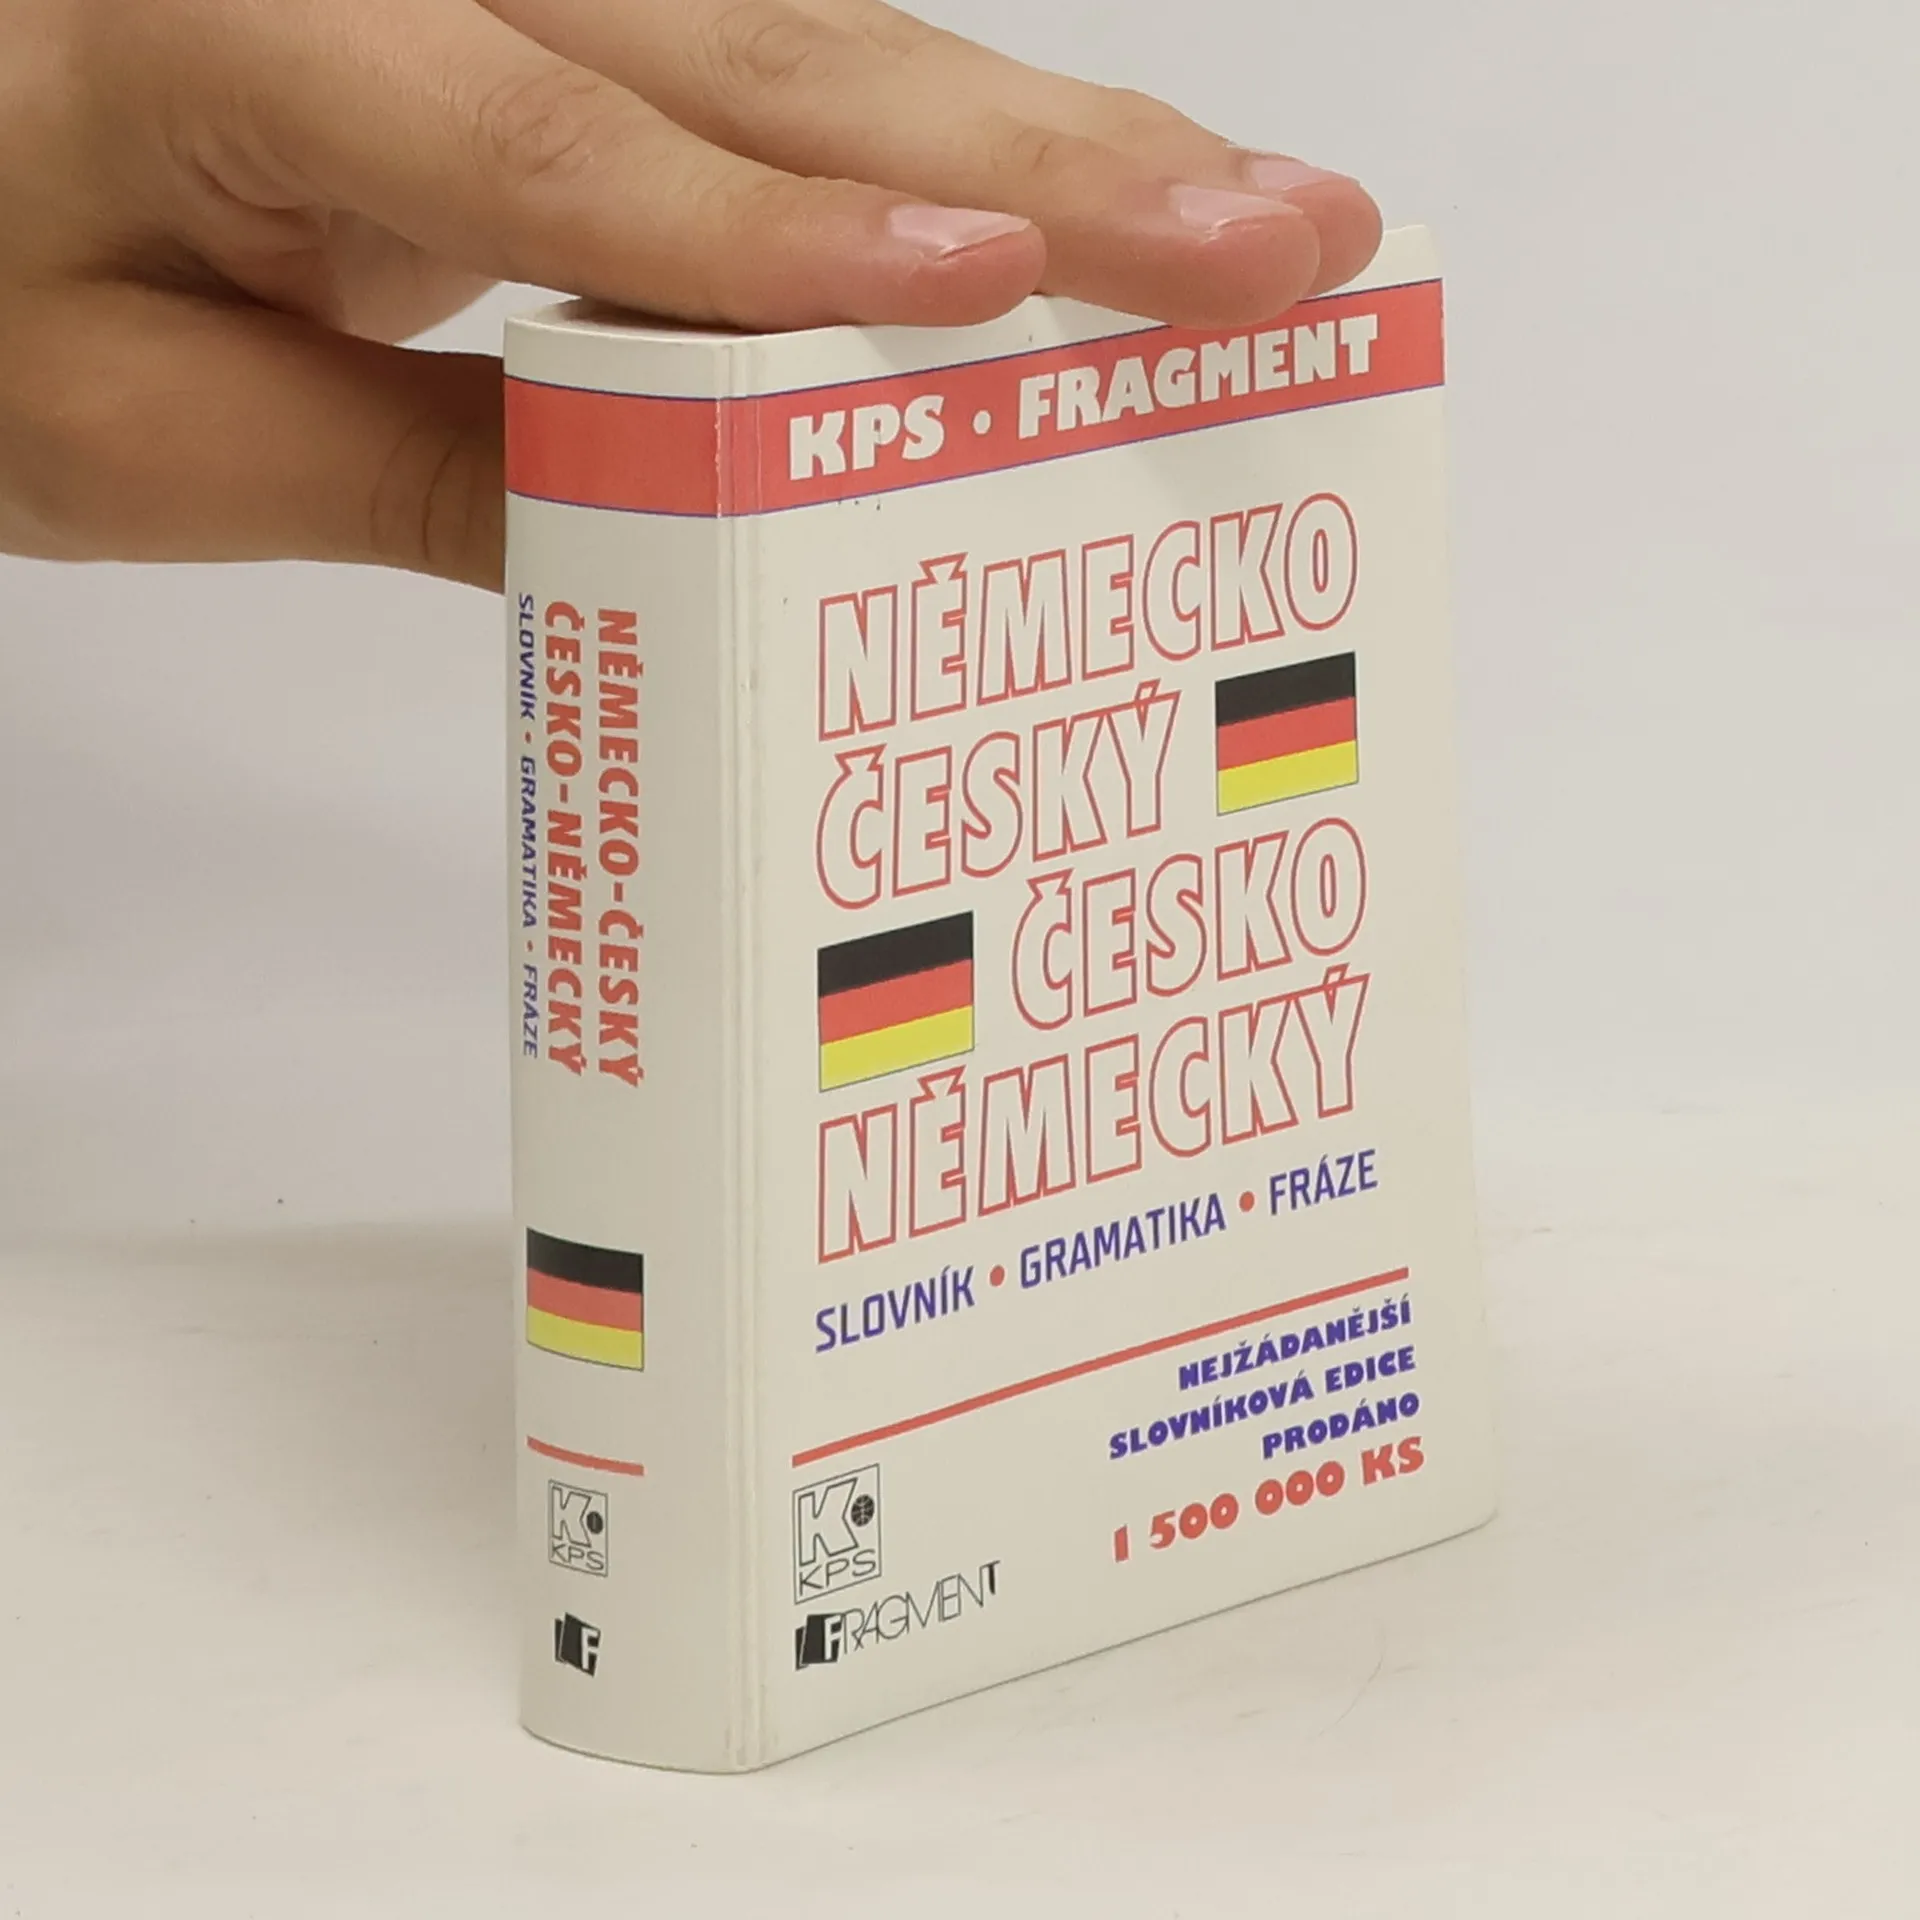 KPS • FRAGMENT
NĚMECKO
ČESKÝ
ČESKO
NĚMECKÝ
SLOVNÍK • GRAMATIKA • FRÁZE
NEJŽÁDANĚJŠÍ
SLOVNÍKOVÁ EDICE
PRODÁNO
1 500 000 KS
K
KPS
FRAGMENT
NĚMECKO-ČESKÝ
ČESKO-NĚMECKÝ
SLOVNÍK • GRAMATIKA • FRÁZE
K
KPS
F